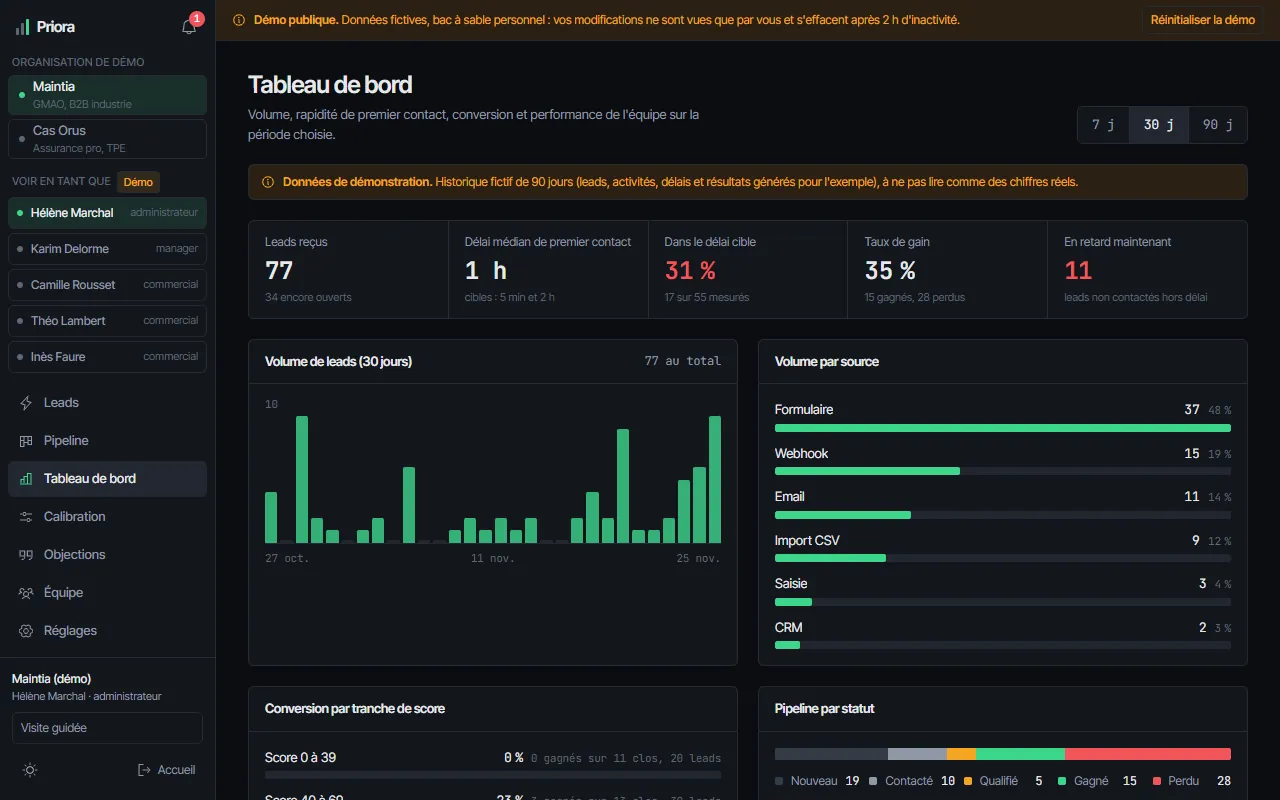 Priora
1
ORGANISATION DE DÉMO
Maintia
GMAO, B2B industrie
Cas Orus
Assurance pro, TPE
VOIR EN TANT QUE Démo
Hélène Marchal administrateur
Karim Delorme manager
Camille Rousset commercial
Théo Lambert commercial
Inès Faure commercial
Leads
Pipeline
Tableau de bord
Calibration
Objections
Équipe
Réglages
Maintia (démo)
Hélène Marchal · administrateur
Visite guidée
Accueil
Démo publique. Données fictives, bac à sable personnel : vos modifications ne sont vues que par vous et s'effacent après 2 h d'inactivité.
Réinitialiser la démo
Tableau de bord
Volume, rapidité de premier contact, conversion et performance de l'équipe sur la
période choisie.
7 j 30 j 90 j
Données de démonstration. Historique fictif de 90 jours (leads, activités, délais et résultats générés pour l'exemple), à ne pas lire comme des chiffres réels.
Leads reçus
77
34 encore ouverts
Délai médian de premier contact
1 h
cibles : 5 min et 2 h
Dans le délai cible
31 %
17 sur 55 mesurés
Taux de gain
35 %
15 gagnés, 28 perdus
En retard maintenant
11
leads non contactés hors délai
Volume de leads (30 jours) 77 au total
10
27 oct. 11 nov. 25 nov.
Volume par source
Formulaire 37 48 %
Webhook 15 19 %
Email 11 14 %
Import CSV 9 12 %
Saisie 3 4 %
CRM 2 3 %
Conversion par tranche de score
Score 0 à 39 0 % 0 gagnés sur 11 clos, 20 leads
Score 40 à 69 23 % 3 gagnés sur 13 clos, 30 leads
Pipeline par statut
Nouveau 19 Contacté 10 Qualifié 5 Gagné 15 Perdu 28